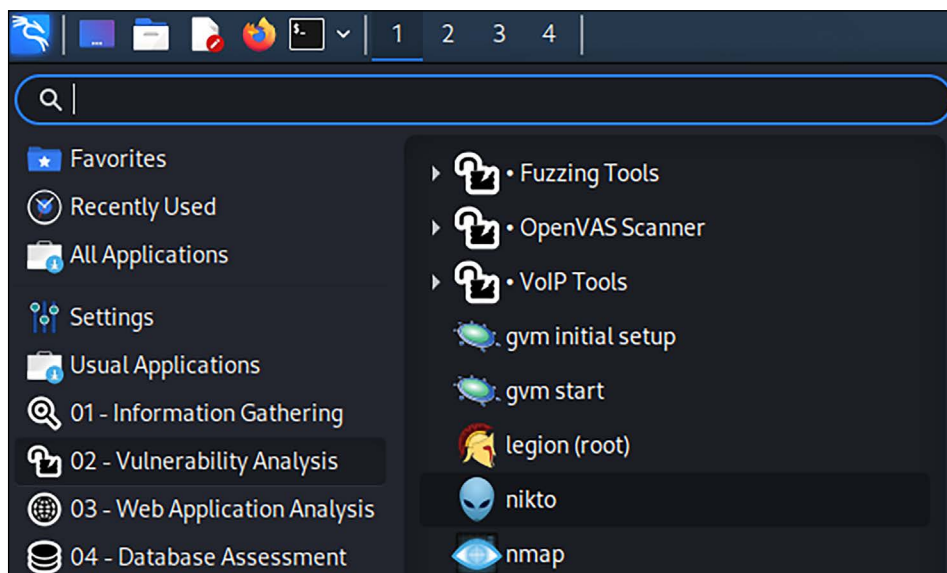 1 2 3 4
Favorites
Recently Used
All Applications
Settings
Usual Applications
01 - Information Gathering
02 - Vulnerability Analysis
03 - Web Application Analysis
04 - Database Assessment
• Fuzzing Tools
• OpenVAS Scanner
• VoIP Tools
gvm initial setup
gvm start
legion (root)
nikto
nmap